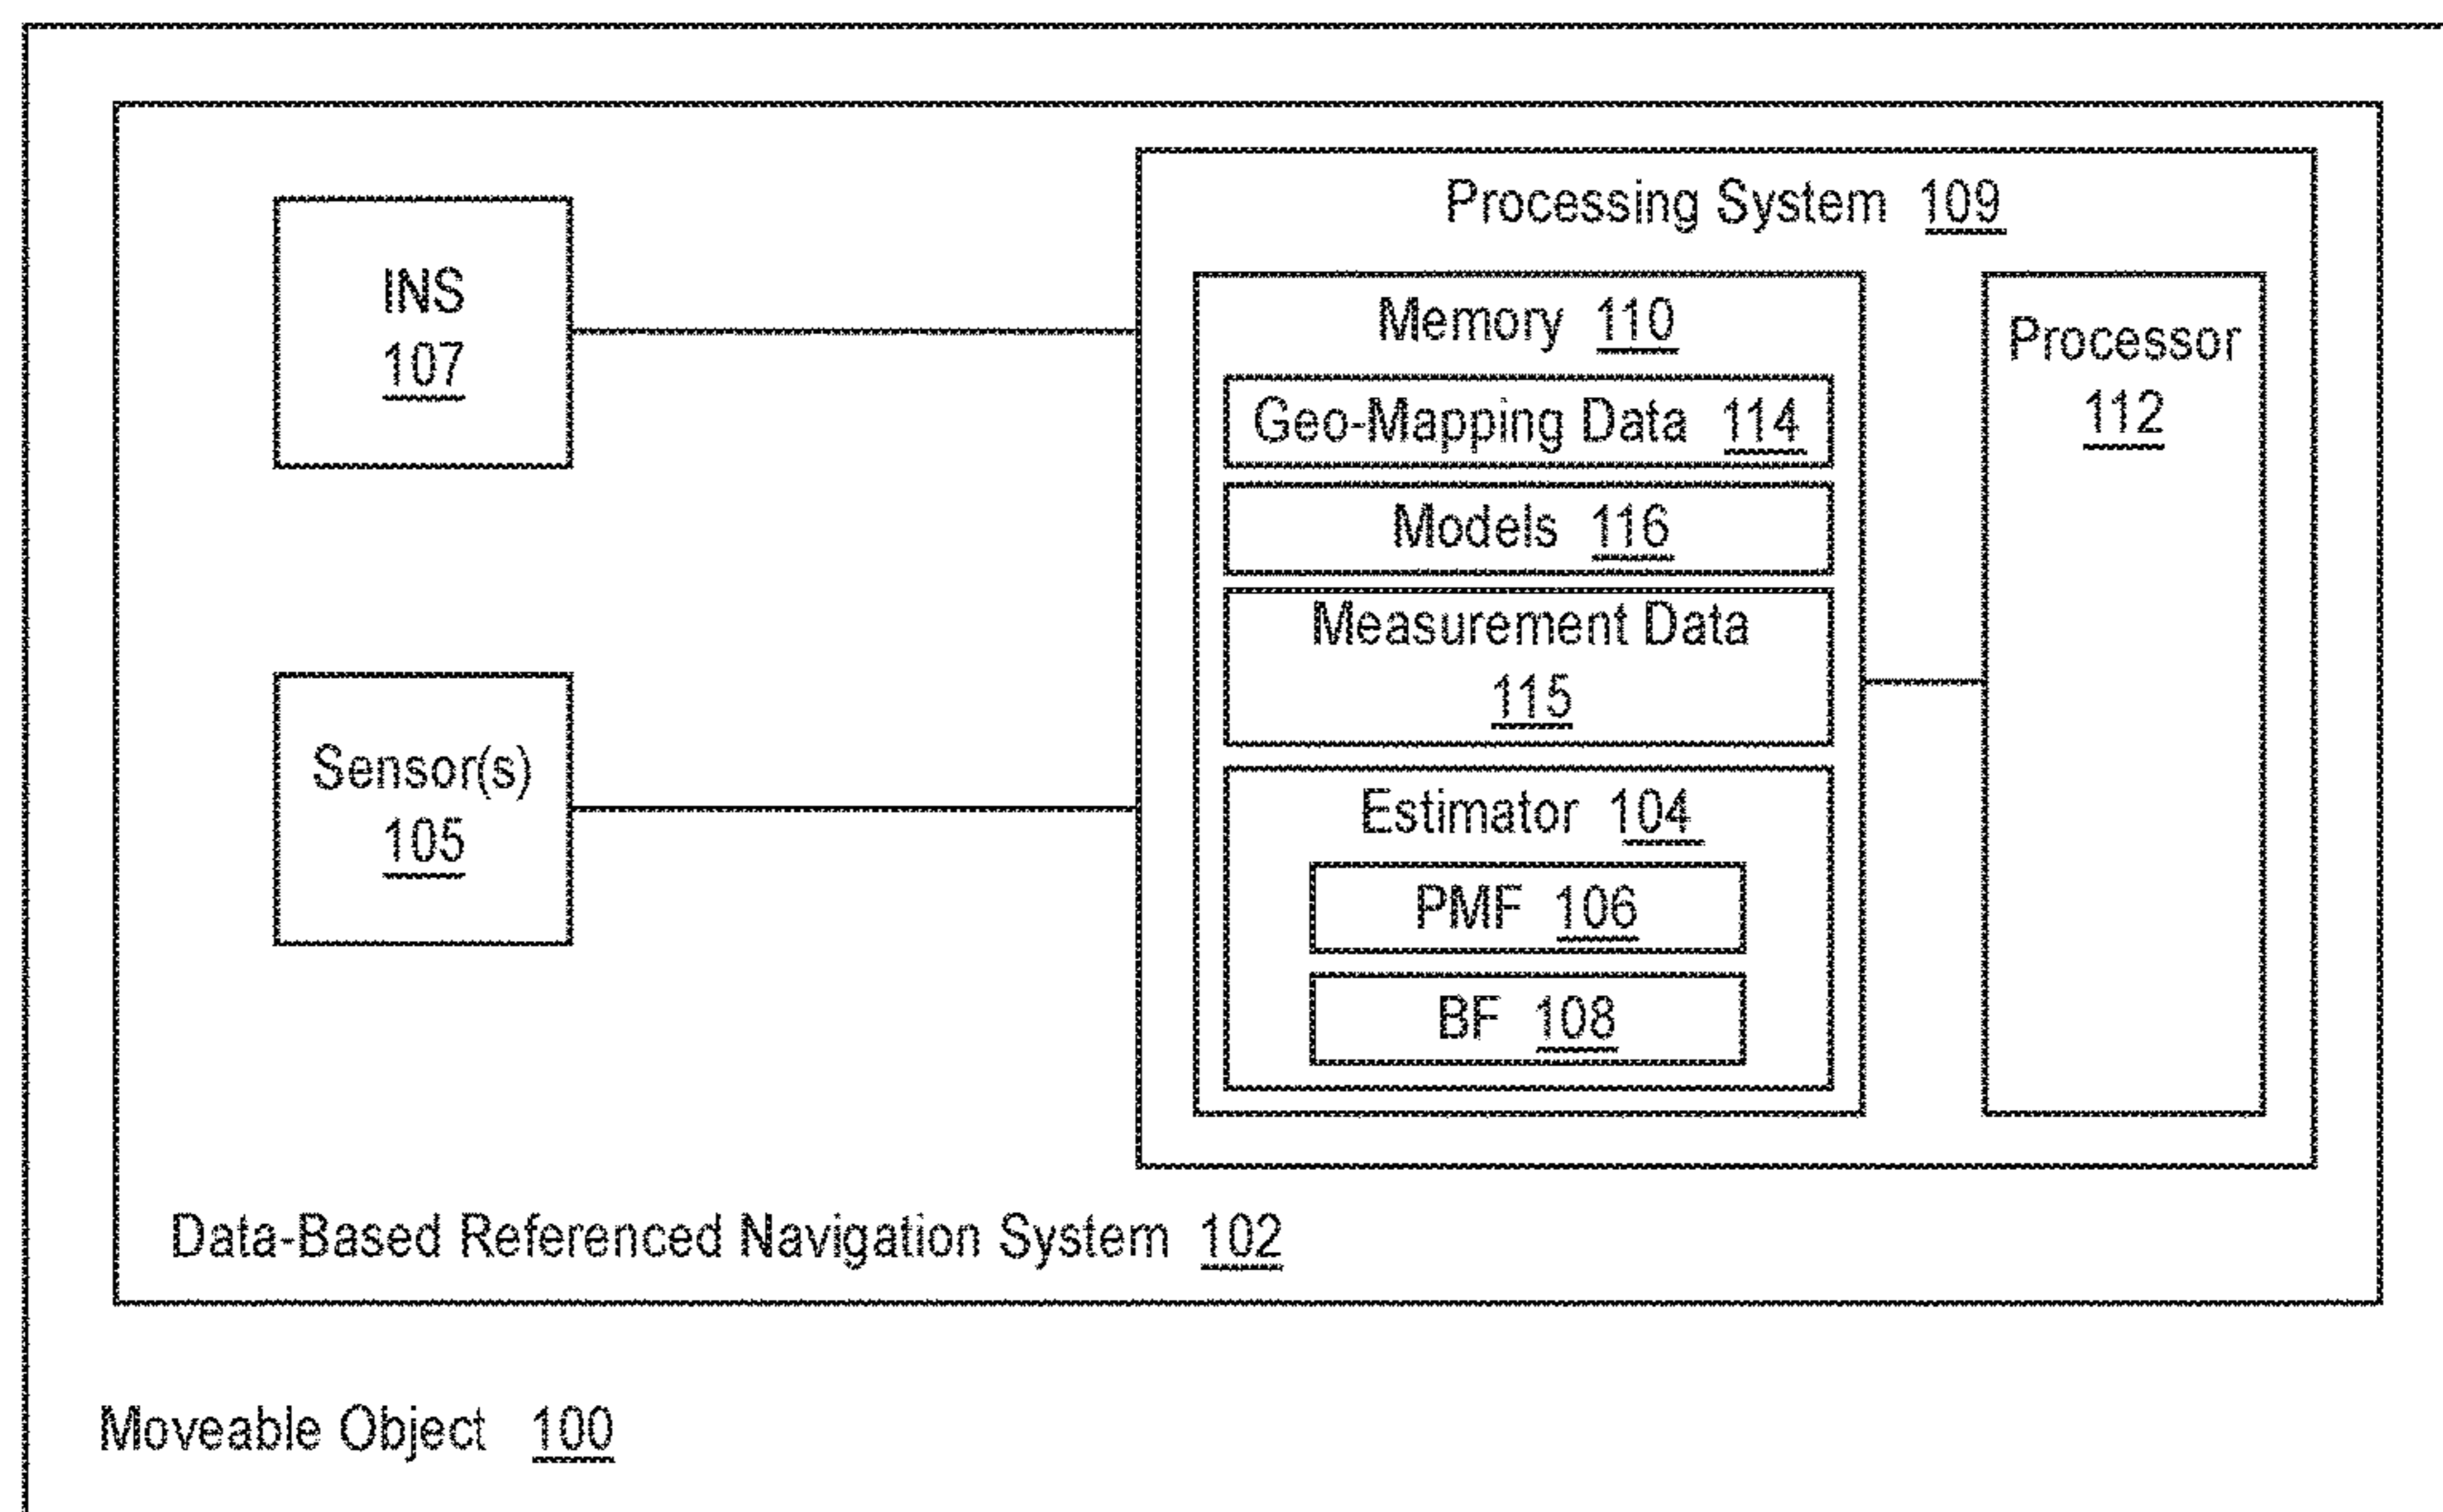 Processing System 109
INS
107
Memory 110
Processor
112
Geo-Mapping Data 114
Models 116
Measurement Data
115
Sensor(s)
105
Estimator 104
PMF 106
BF 108
Data-Based Referenced Navigation System 102
Moveable Object 100